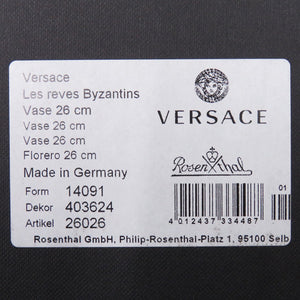 Versace
Les reves Byzantins
Vase 26 cm
Vase 26 cm
Vase 26 cm
Florero 26 cm
Made in Germany
Form 14091
Dekor 403624
Artikel 26026
VERSACE
Rosenthal
01
4 012437 334487
Rosenthal GmbH, Philip-Rosenthal-Platz 1, 95100 Selb